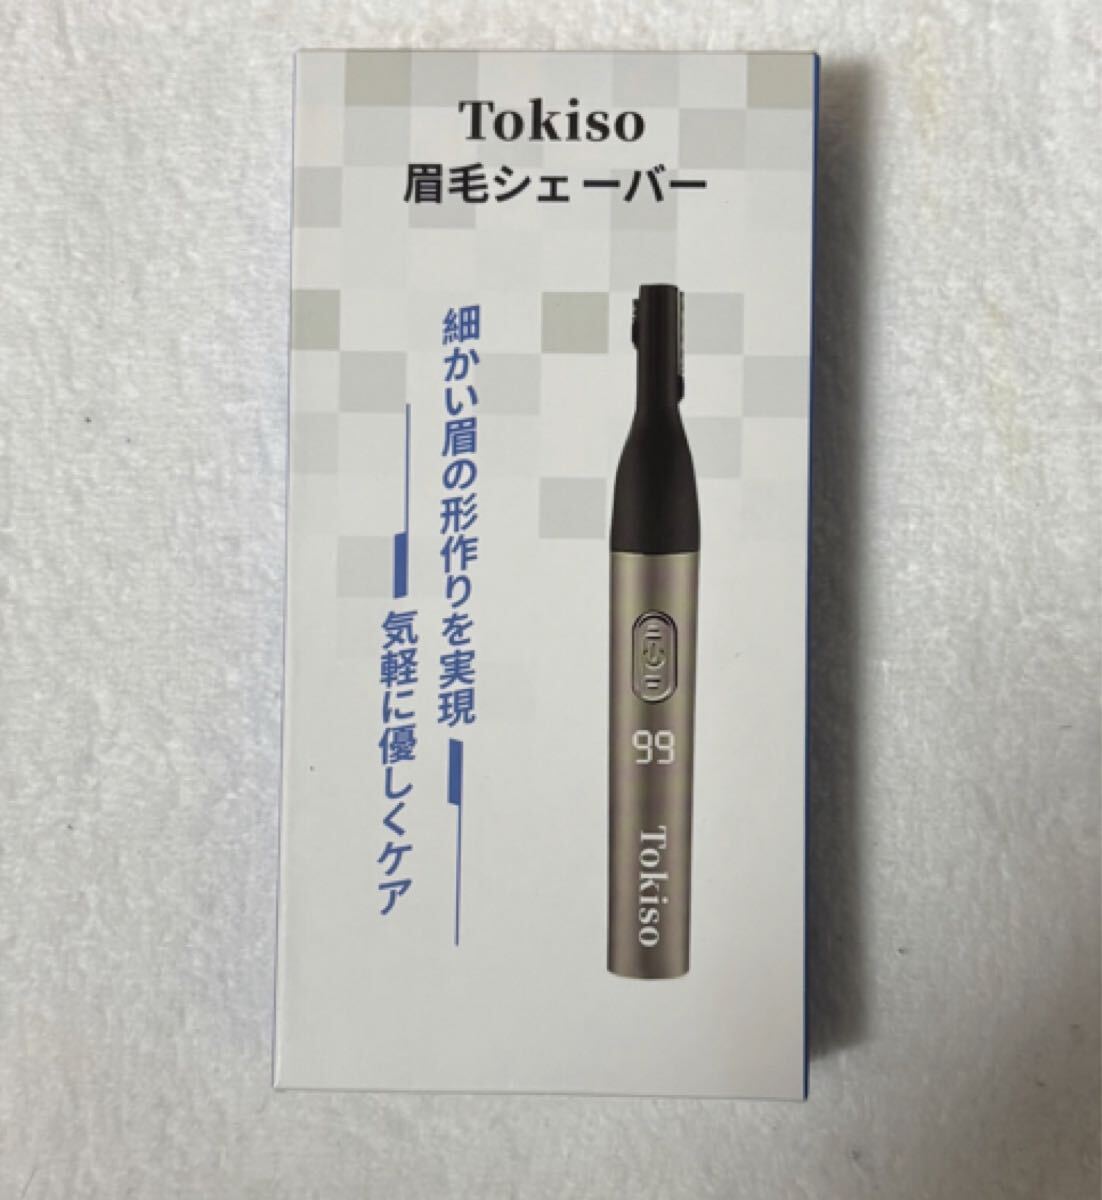 Tokiso
眉毛シェーバー
細かい眉の形作りを実現
気軽に優しくケア
99
Tokiso